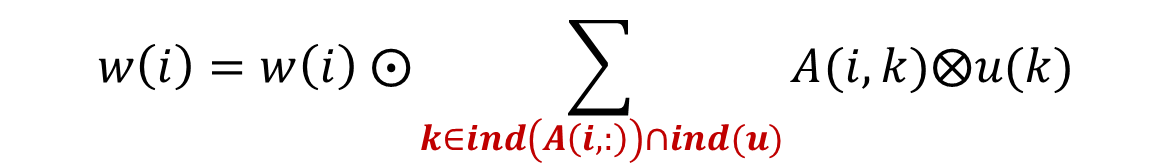 w(i) = w(i) ⊙ ∑ A(i, k)⊗u(k)
k∈ind(A(i,:))∩ind(u)